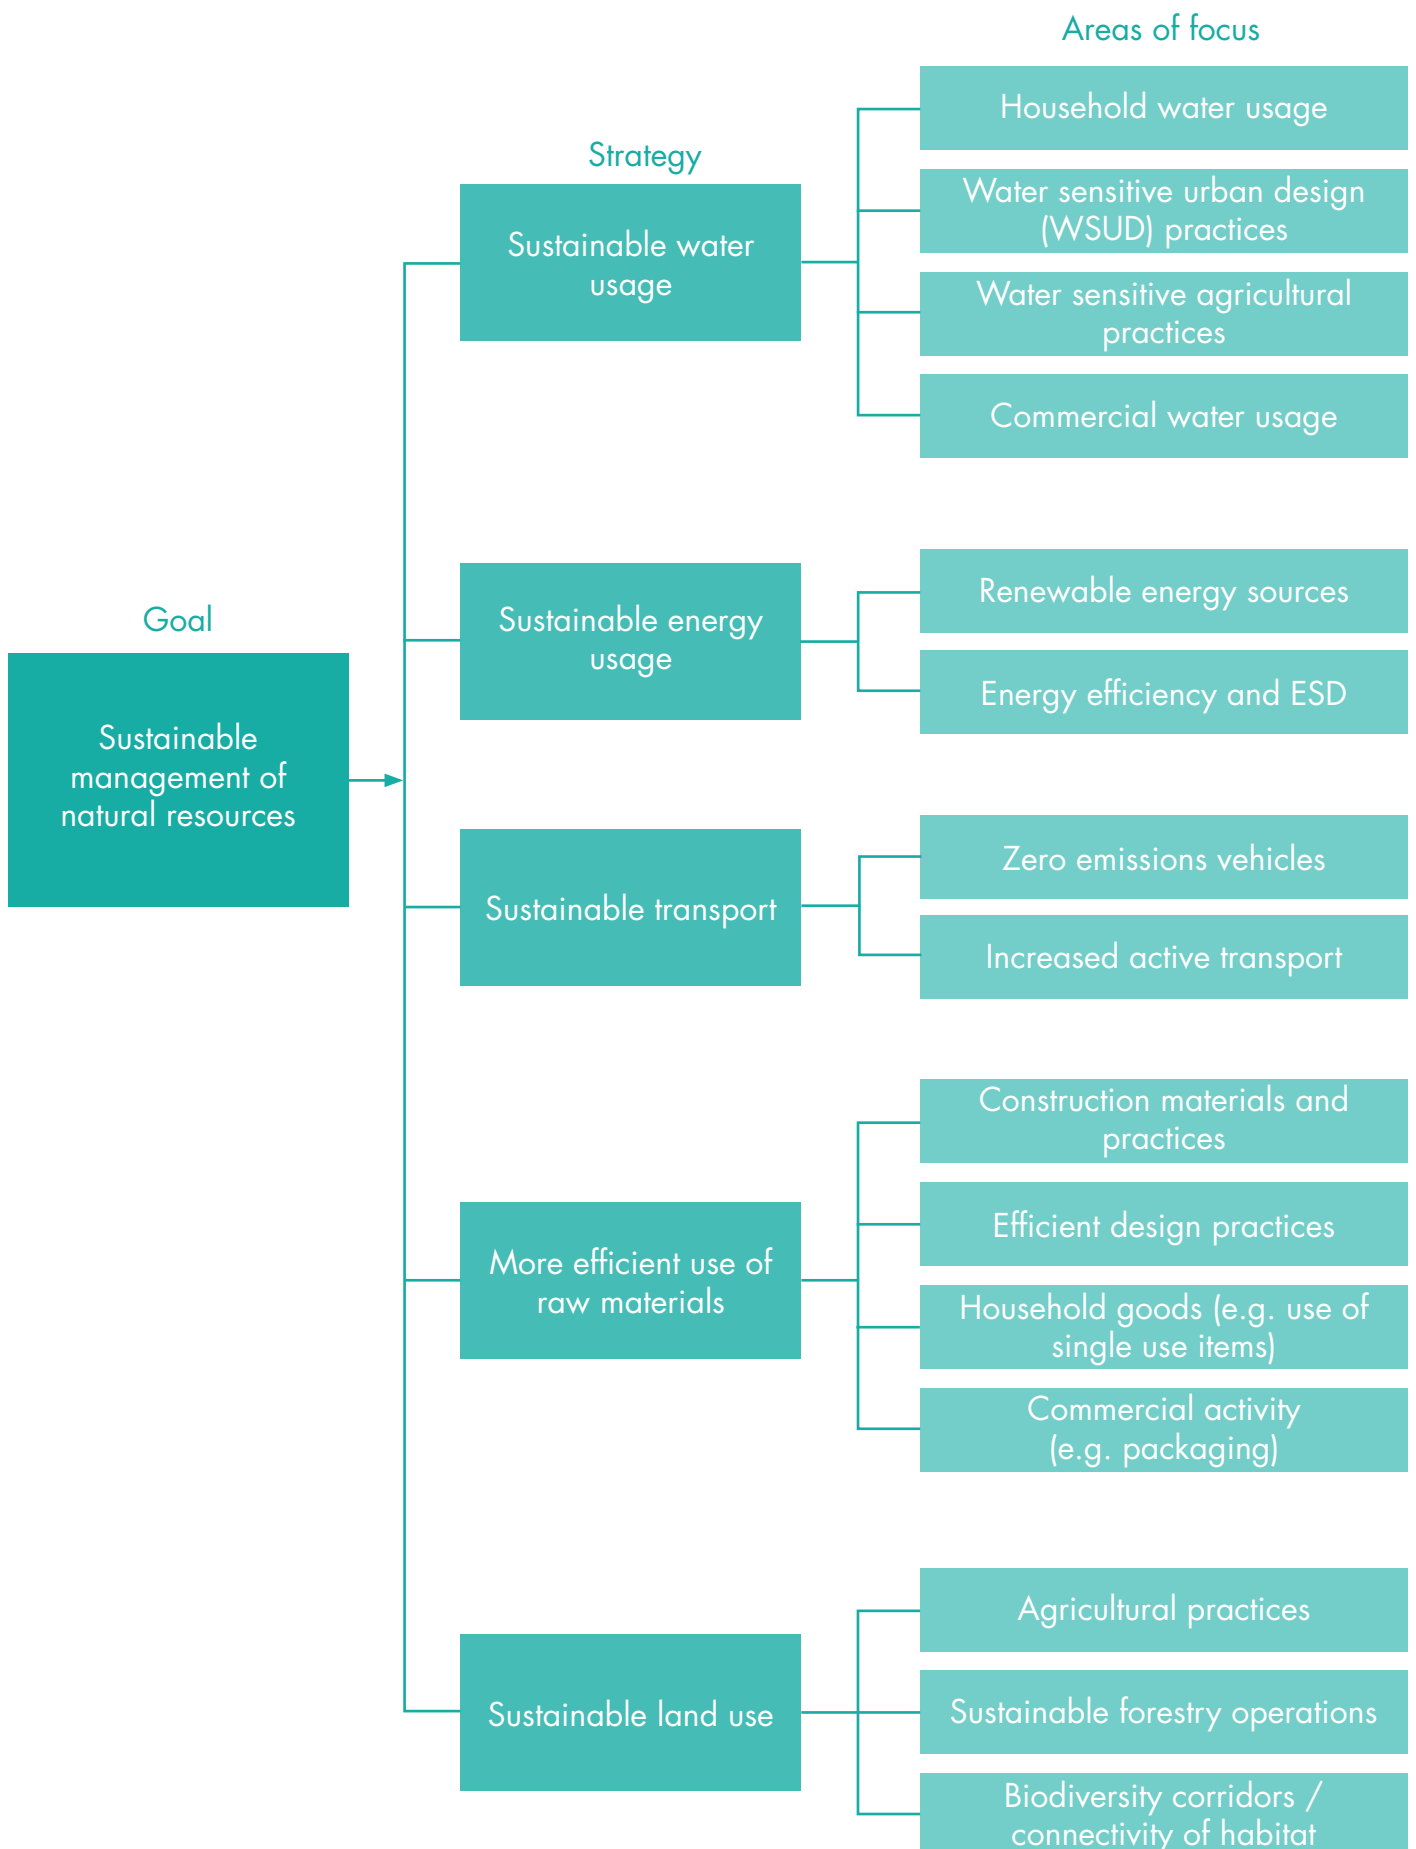 Areas of focus
Household water usage
Strategy
Water sensitive urban design
(WSUD) practices
Sustainable water
usage
Water sensitive agricultural
practices
Commercial water usage
Goal
Sustainable energy
usage
Renewable energy sources
Energy efficiency and ESD
Sustainable
management of
natural resources
Sustainable transport
Zero emissions vehicles
Increased active transport
More efficient use of
raw materials
Construction materials and
practices
Efficient design practices
Household goods (e.g. use of
single use items)
Commercial activity
(e.g. packaging)
Sustainable land use
Agricultural practices
Sustainable forestry operations
Biodiversity corridors /
connectivity of habitat